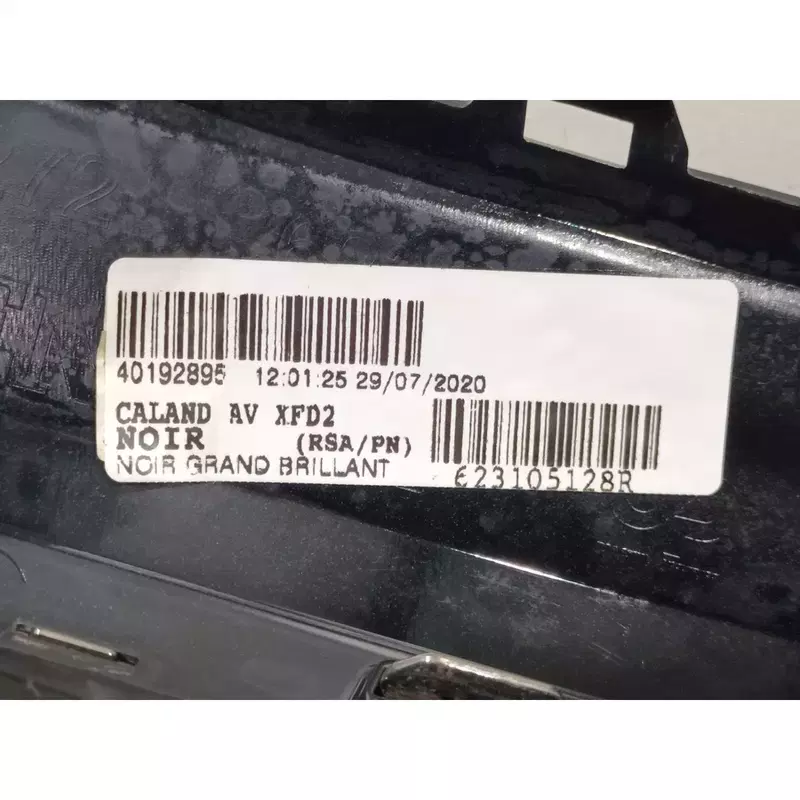 40192895 12:01:25 29/07/2020
CALAND AV XFD2
NOIR (RSA/PN)
NOIR GRAND BRILLANT
623105128R